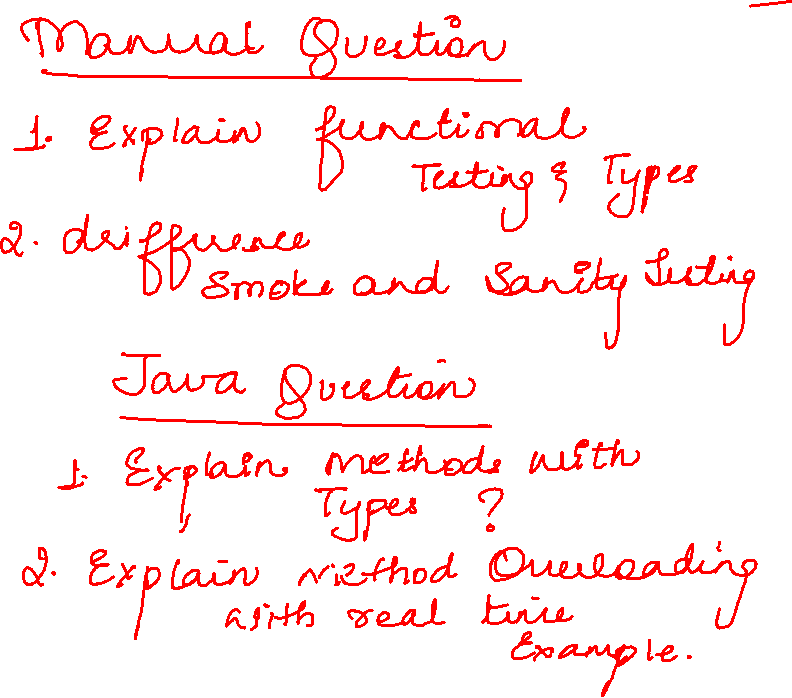 Manual Question
1. Explain functional
Testing & Types
2. difference
Smoke and Sanity Testing
Java Question
1. Explain methods with
Types ?
2. Explain Method Overloading
with real time
Example.